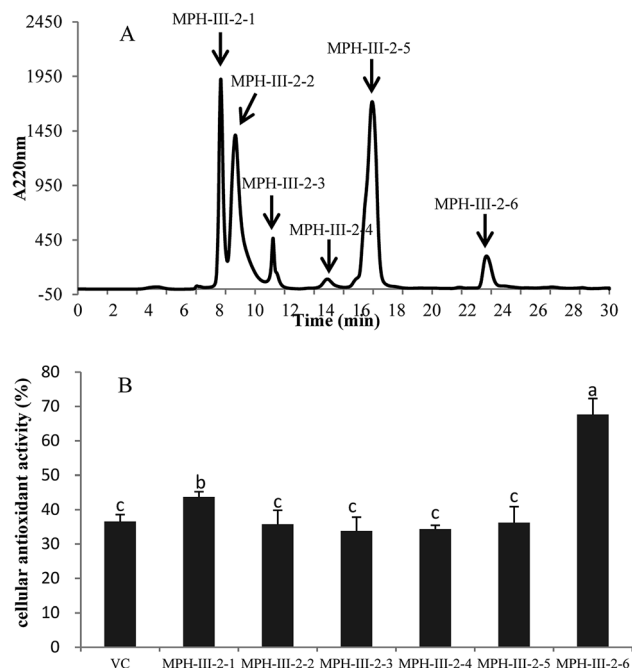 A
MPH-III-2-1
MPH-III-2-2
MPH-III-2-3
MPH-III-2-4
MPH-III-2-5
MPH-III-2-6
A220nm
2450
1950
1450
950
450
-50
0 2 4 6 8 10 12 14 16 18 20 22 24 26 28 30
Time (min)
B
cellular antioxidant activity (%)
80
70
60
50
40
30
20
10
0
c b c c c c a
VC MPH-III-2-1 MPH-III-2-2 MPH-III-2-3 MPH-III-2-4 MPH-III-2-5 MPH-III-2-6